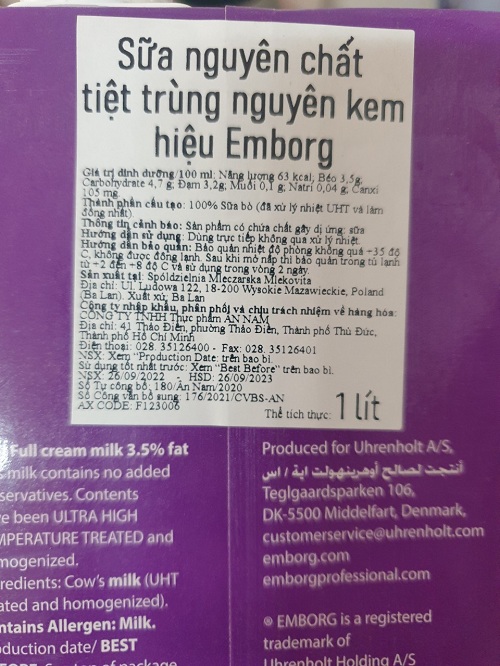 Sữa nguyên chất
tiệt trùng nguyên kem
hiệu Emborg
Giá trị dinh dưỡng/100 ml: Năng lượng 63 kcal; Béo 3,5g;
Carbohydrate 4,7 g; Đạm 3,2g; Muối 0,1 g; Natri 0,04 g; Canxi
105 mg.
Thành phần cấu tạo: 100% Sữa bò (đã xử lý nhiệt UHT và làm
đồng nhất).
Thông tin cảnh báo: Sản phẩm có chứa chất gây dị ứng: sữa
Hướng dẫn sử dụng: Dùng trực tiếp không qua xử lý nhiệt.
Hướng dẫn bảo quản: Bảo quản nhiệt độ phòng không quá +35 độ
C, không được đông lạnh. Sau khi mở nắp thì bảo quản trong tủ lạnh
từ +2 đến +8 độ C và sử dụng trong vòng 2 ngày.
Sản xuất tại: Spóldzielnia Mleczarska Mlekovita
Địa chỉ: Ul. Ludowa 122, 18-200 Wysokie Mazawieckie, Poland
(Ba Lan). Xuất xứ: Ba Lan
Công ty nhập khẩu, phân phối và chịu trách nhiệm về hàng hóa:
CÔNG TY TNHH Thực phẩm AN NAM
Địa chỉ: 41 Thảo Điền, phường Thảo Điền, Thành phố Thủ Đức,
Thành phố Hồ Chí Minh
Điện thoại: 028. 35126400 - Fax: 028. 35126401
NSX: Xem "Production Date: trên bao bì.
Sử dụng tốt nhất trước: Xem "Best Before" trên bao bì.
NSX: 26/09/2022 - HSD: 26/09/2023
Số Tự công bố: 180/An Nam/2020
Số Công văn bổ sung: 176/2021/CVBS-AN
AX CODE: F123006
Thể tích thực: 1 lít
Full cream milk 3.5% fat
milk contains no added
servatives. Contents
e been ULTRA HIGH
MPERATURE TREATED and
mogenized.
redients: Cow's milk (UHT
ated and homogenized).
ntains Allergen: Milk.
duction date/ BEST
Produced for Uhrenholt A/S,
أنتجت لصالح أوهرينهولت اية / اس
Teglgaardsparken 106,
DK-5500 Middelfart, Denmark,
customerservice@uhrenholt.com
emborg.com
emborgprofessional.com
® EMBORG is a registered
trademark of
Uhrenholt Holding A/S